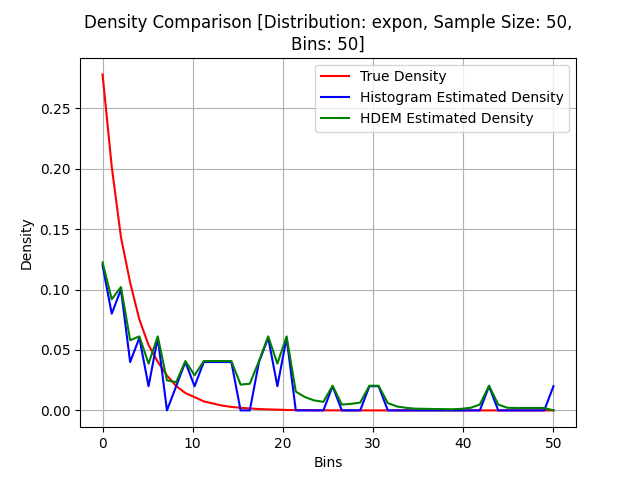 Density Comparison [Distribution: expon, Sample Size: 50,
Bins: 50]
True Density
Histogram Estimated Density
HDEM Estimated Density
Density
0.25
0.20
0.15
0.10
0.05
0.00
0 10 20 30 40 50
Bins